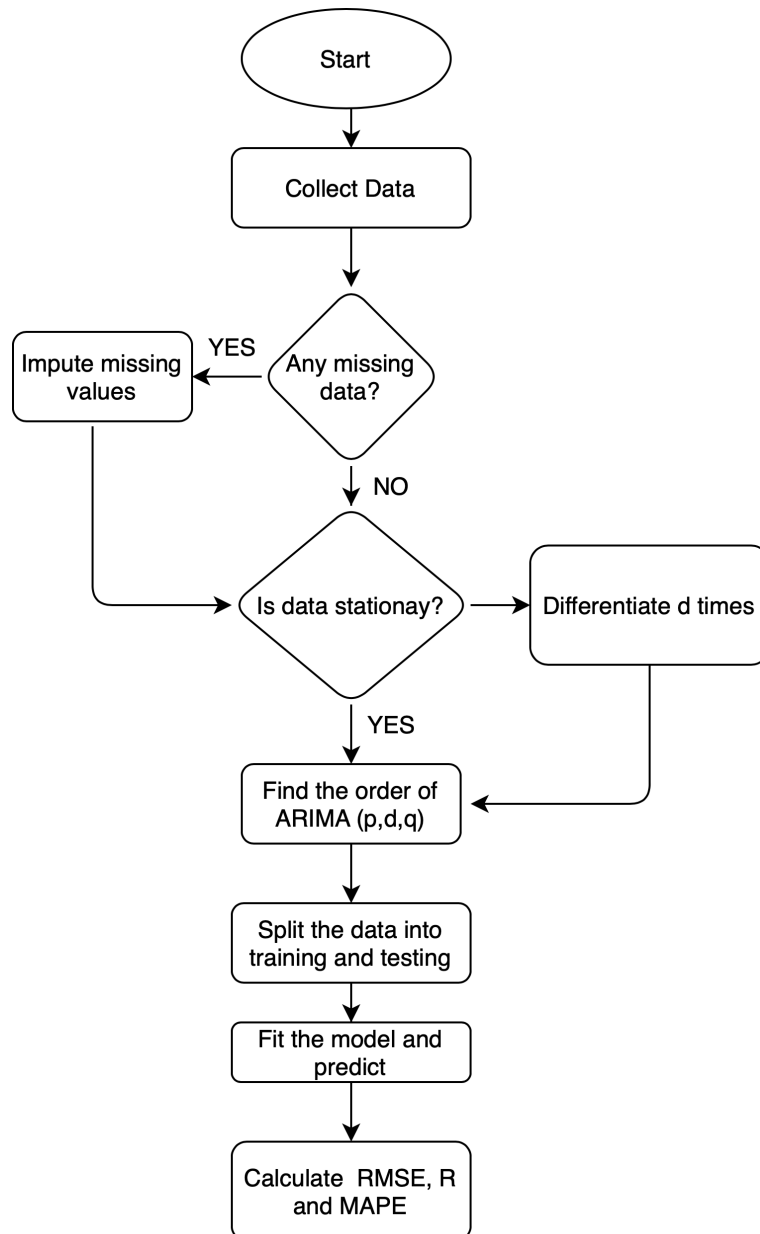 Start
Collect Data
Any missing
data?
YES
Impute missing
values
NO
Is data stationay?
Differentiate d times
YES
Find the order of
ARIMA (p,d,q)
Split the data into
training and testing
Fit the model and
predict
Calculate  RMSE, R
and MAPE